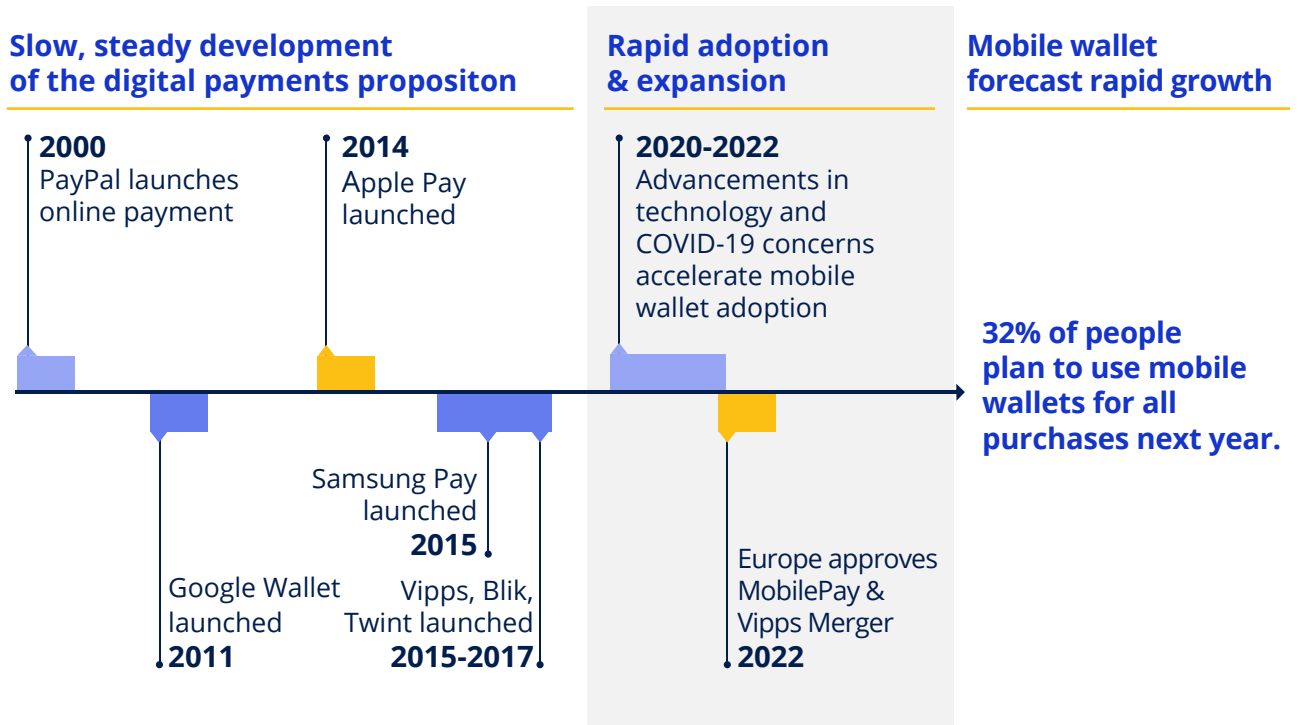 Slow, steady development
of the digital payments propositon
Rapid adoption
& expansion
Mobile wallet
forecast rapid growth
2000
PayPal launches
online payment
2014
Apple Pay
launched
2020-2022
Advancements in
technology and
COVID-19 concerns
accelerate mobile
wallet adoption
32% of people
plan to use mobile
wallets for all
purchases next year.
Google Wallet
launched
2011
Samsung Pay
launched
2015
Vipps, Blik,
Twint launched
2015-2017
Europe approves
MobilePay &
Vipps Merger
2022